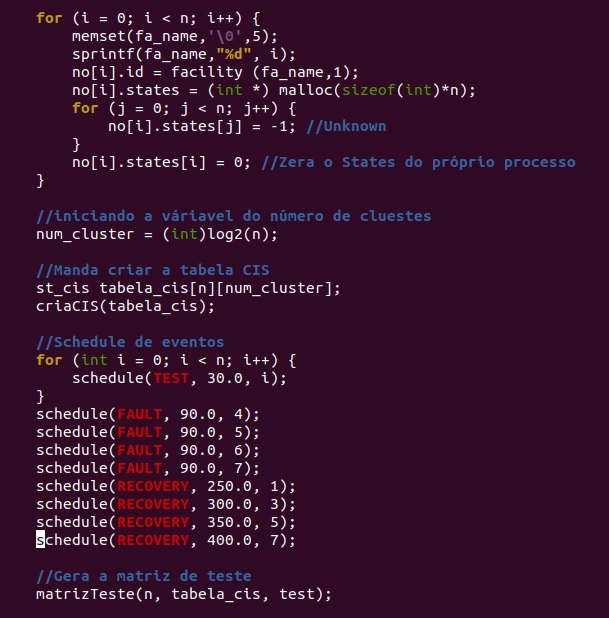 for (i = 0; i < n; i++) {
    memset(fa_name,'\0',5);
    sprintf(fa_name,"%d", i);
    no[i].id = facility (fa_name,1);
    no[i].states = (int *) malloc(sizeof(int)*n);
    for (j = 0; j < n; j++) {
        no[i].states[j] = -1; //Unknown
    }
    no[i].states[i] = 0; //Zera o States do próprio processo
}

//iniciando a váriavel do número de cluestes
num_cluster = (int)log2(n);

//Manda criar a tabela CIS
st_cis tabela_cis[n][num_cluster];
criaCIS(tabela_cis);

//Schedule de eventos
for (int i = 0; i < n; i++) {
    schedule(TEST, 30.0, i);
}
schedule(FAULT, 90.0, 4);
schedule(FAULT, 90.0, 5);
schedule(FAULT, 90.0, 6);
schedule(FAULT, 90.0, 7);
schedule(RECOVERY, 250.0, 1);
schedule(RECOVERY, 300.0, 3);
schedule(RECOVERY, 350.0, 5);
schedule(RECOVERY, 400.0, 7);

//Gera a matriz de teste
matrizTeste(n, tabela_cis, test);